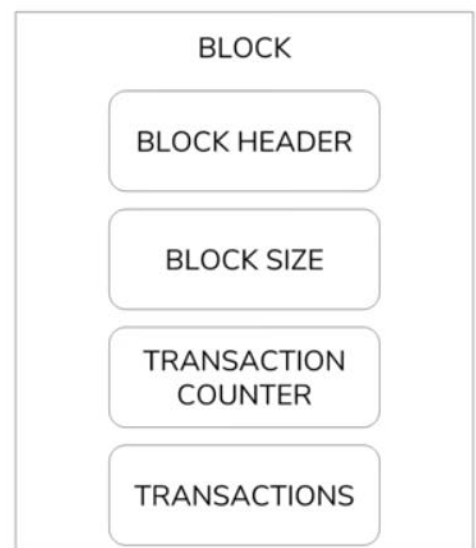 BLOCK
BLOCK HEADER
BLOCK SIZE
TRANSACTION
COUNTER
TRANSACTIONS